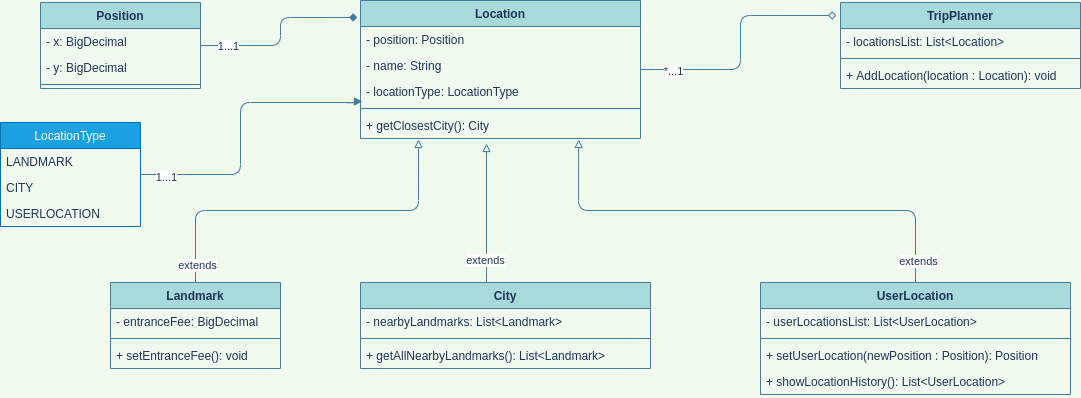 Position
- x: BigDecimal
- y: BigDecimal
1...1
Location
- position: Position
- name: String
- locationType: LocationType
+ getClosestCity(): City
*...1
TripPlanner
- locationsList: List<Location>
+ AddLocation(location : Location): void
LocationType
LANDMARK
CITY
USERLOCATION
1...1
extends
extends
extends
Landmark
- entranceFee: BigDecimal
+ setEntranceFee(): void
City
- nearbyLandmarks: List<Landmark>
+ getAllNearbyLandmarks(): List<Landmark>
UserLocation
- userLocationsList: List<UserLocation>
+ setUserLocation(newPosition : Position): Position
+ showLocationHistory(): List<UserLocation>